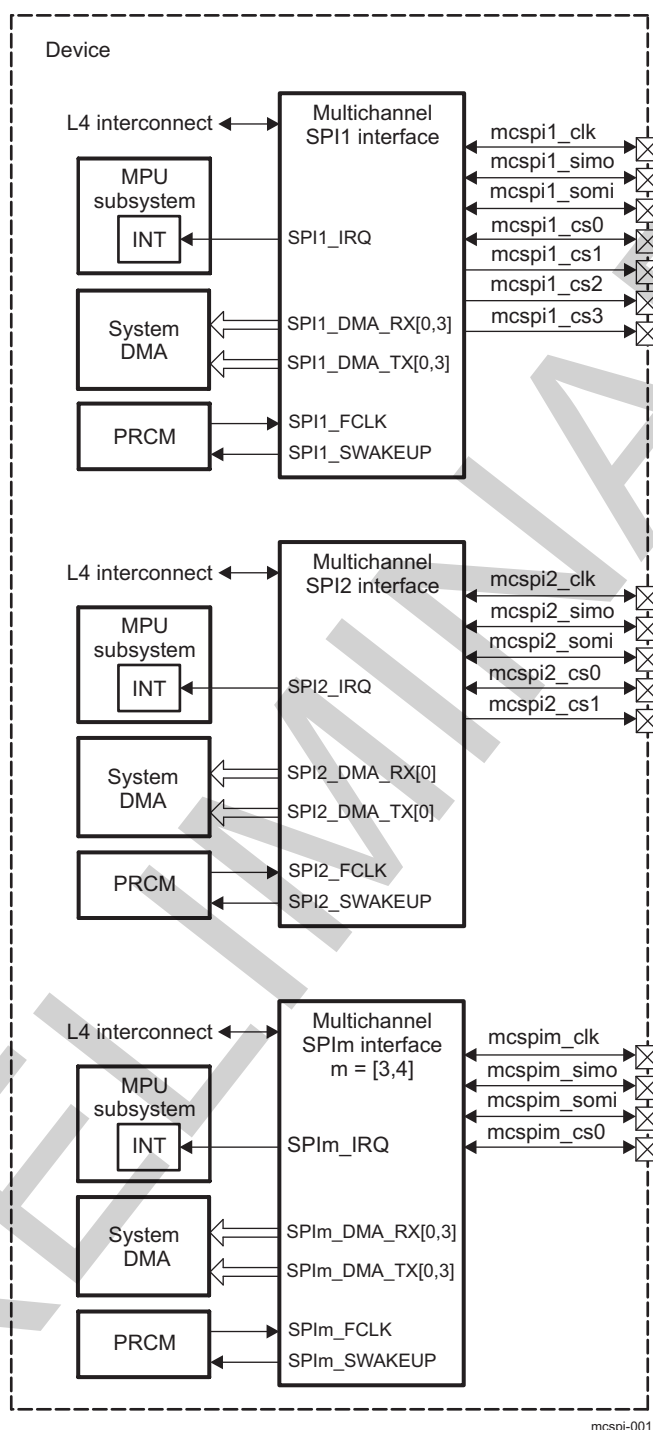 Device
L4 interconnect
Multichannel
SPI1 interface
MPU
subsystem
INT
SPI1_IRQ
System
DMA
SPI1_DMA_RX[0,3]
SPI1_DMA_TX[0,3]
PRCM
SPI1_FCLK
SPI1_SWAKEUP
mcspi1_clk
mcspi1_simo
mcspi1_somi
mcspi1_cs0
mcspi1_cs1
mcspi1_cs2
mcspi1_cs3
L4 interconnect
Multichannel
SPI2 interface
MPU
subsystem
INT
SPI2_IRQ
System
DMA
SPI2_DMA_RX[0]
SPI2_DMA_TX[0]
PRCM
SPI2_FCLK
SPI2_SWAKEUP
mcspi2_clk
mcspi2_simo
mcspi2_somi
mcspi2_cs0
mcspi2_cs1
L4 interconnect
Multichannel
SPIm interface
m = [3,4]
MPU
subsystem
INT
SPIm_IRQ
System
DMA
SPIm_DMA_RX[0,3]
SPIm_DMA_TX[0,3]
PRCM
SPIm_FCLK
SPIm_SWAKEUP
mcspim_clk
mcspim_simo
mcspim_somi
mcspim_cs0
mcspi-001